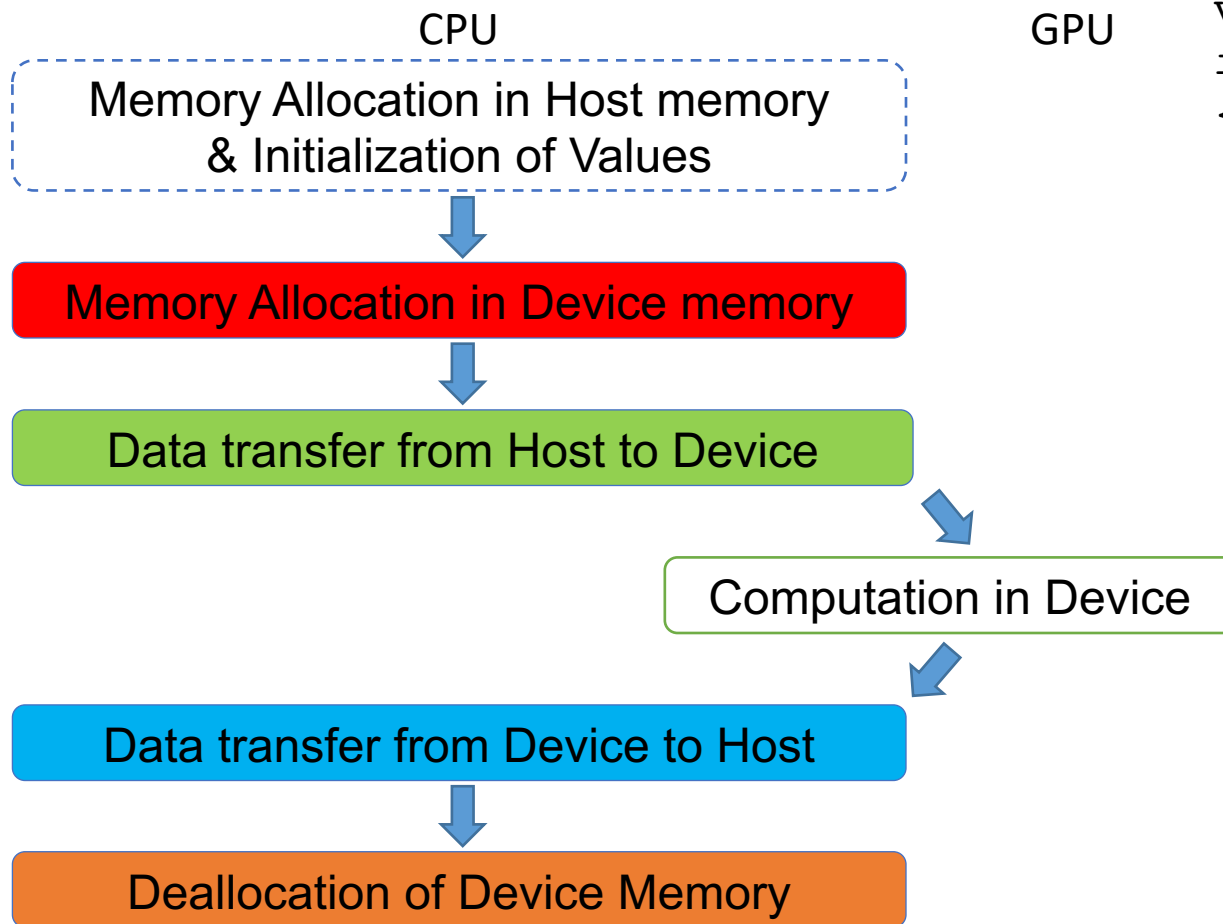 CPU
GPU
Memory Allocation in Host memory
& Initialization of Values
Memory Allocation in Device memory
Data transfer from Host to Device
Computation in Device
Data transfer from Device to Host
Deallocation of Device Memory